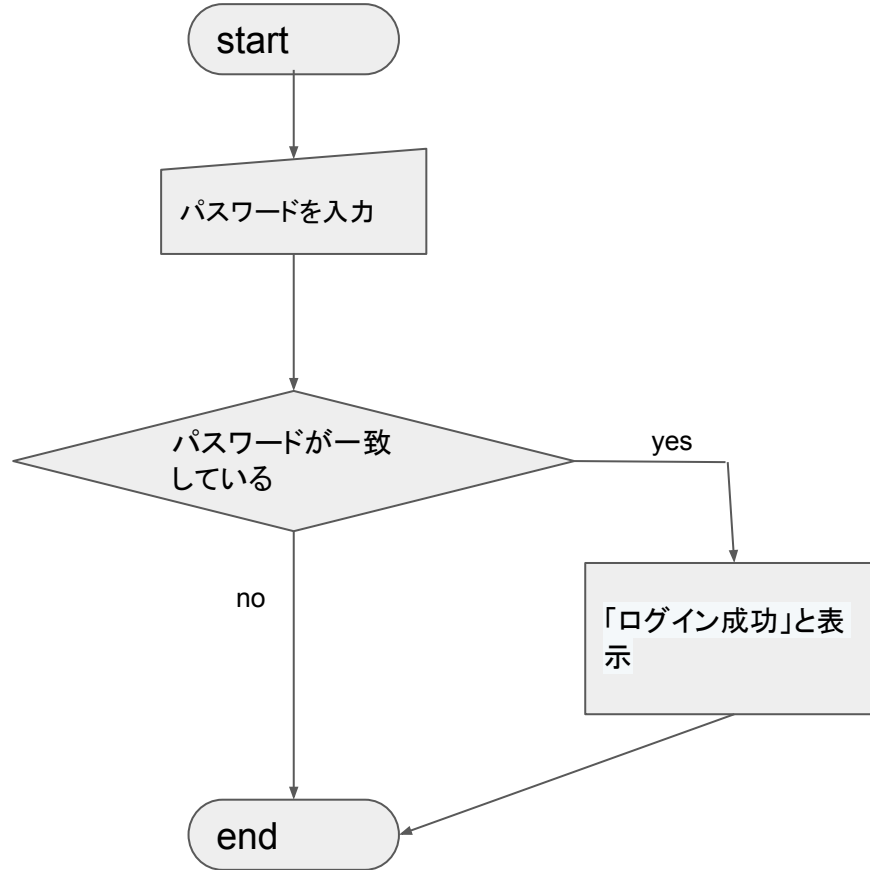 start
パスワードを入力
パスワードが一致
している
yes
no
「ログイン成功」と表
示
end